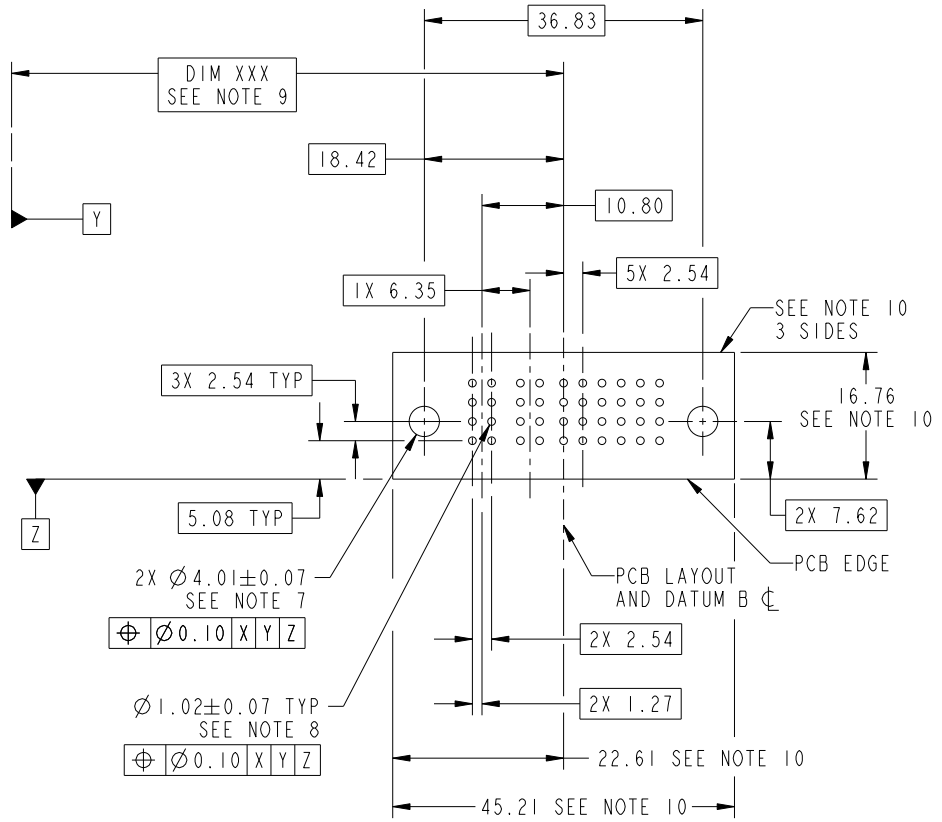 36.83
DIM XXX
SEE NOTE 9
18.42
10.80
Y
5X 2.54
1X 6.35
SEE NOTE 10
3 SIDES
3X 2.54 TYP
16.76
SEE NOTE 10
5.08 TYP
2X 7.62
Z
PCB EDGE
2X Ø4.01±0.07
SEE NOTE 7
⌖ Ø0.10 X Y Z
PCB LAYOUT
AND DATUM B ℄
2X 2.54
Ø1.02±0.07 TYP
SEE NOTE 8
⌖ Ø0.10 X Y Z
2X 1.27
22.61 SEE NOTE 10
45.21 SEE NOTE 10